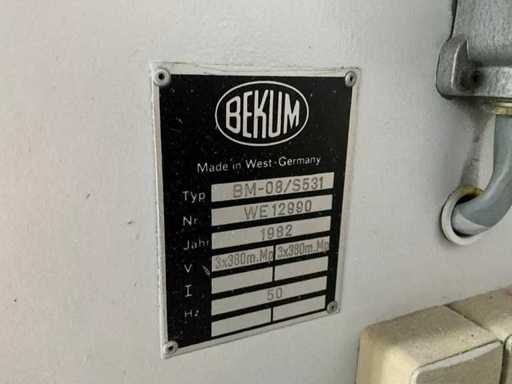 BEKUM
Made in West-Germany
Typ BM-08/S531
Nr. WE12990
Jahr 1982
V 3x380m.Mp 3x380m.Mp
I
Hz 50